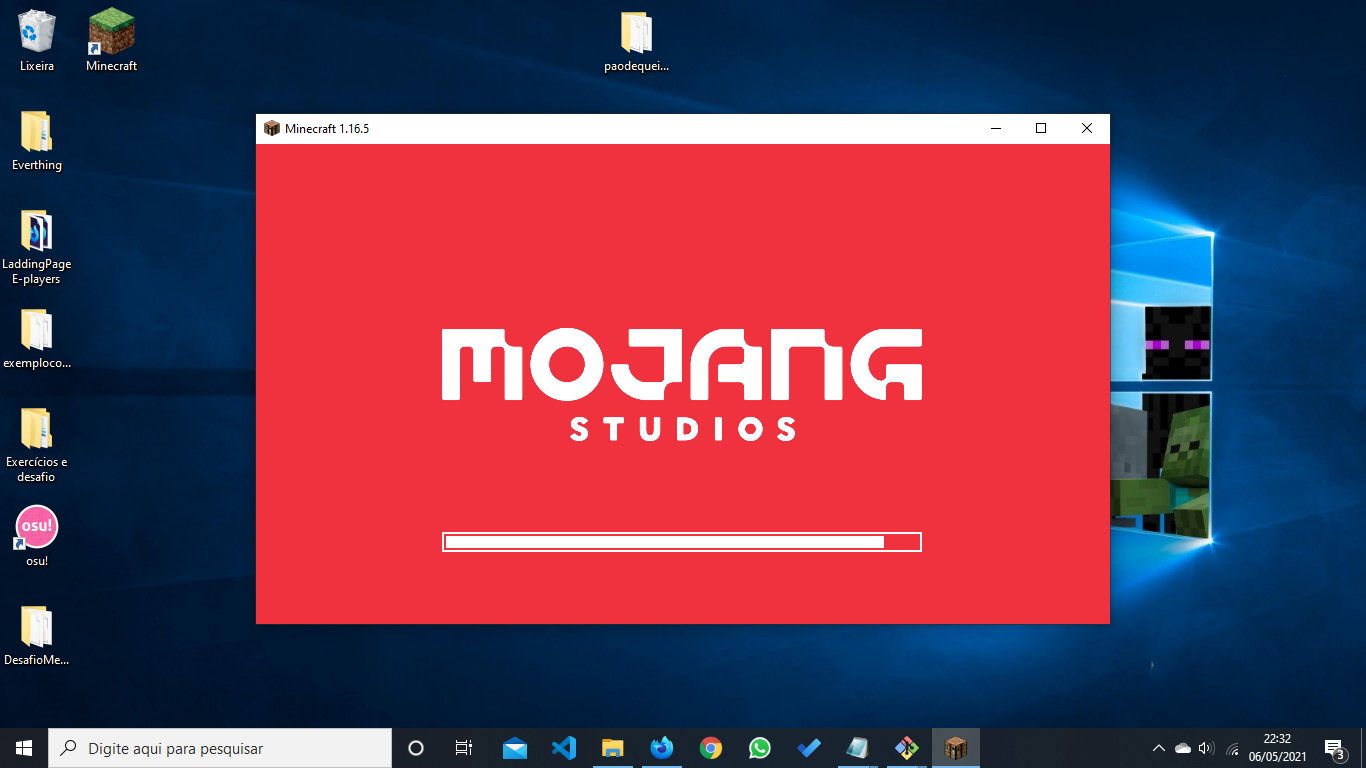 Lixeira
Minecraft
paodequei...
Everthing
LaddingPage
E-players
exemploco...
Exercícios e
desafio
osu!
osu!
DesafioMe...
Minecraft 1.16.5
MOJANG
STUDIOS
Digite aqui para pesquisar
22:32
06/05/2021
3